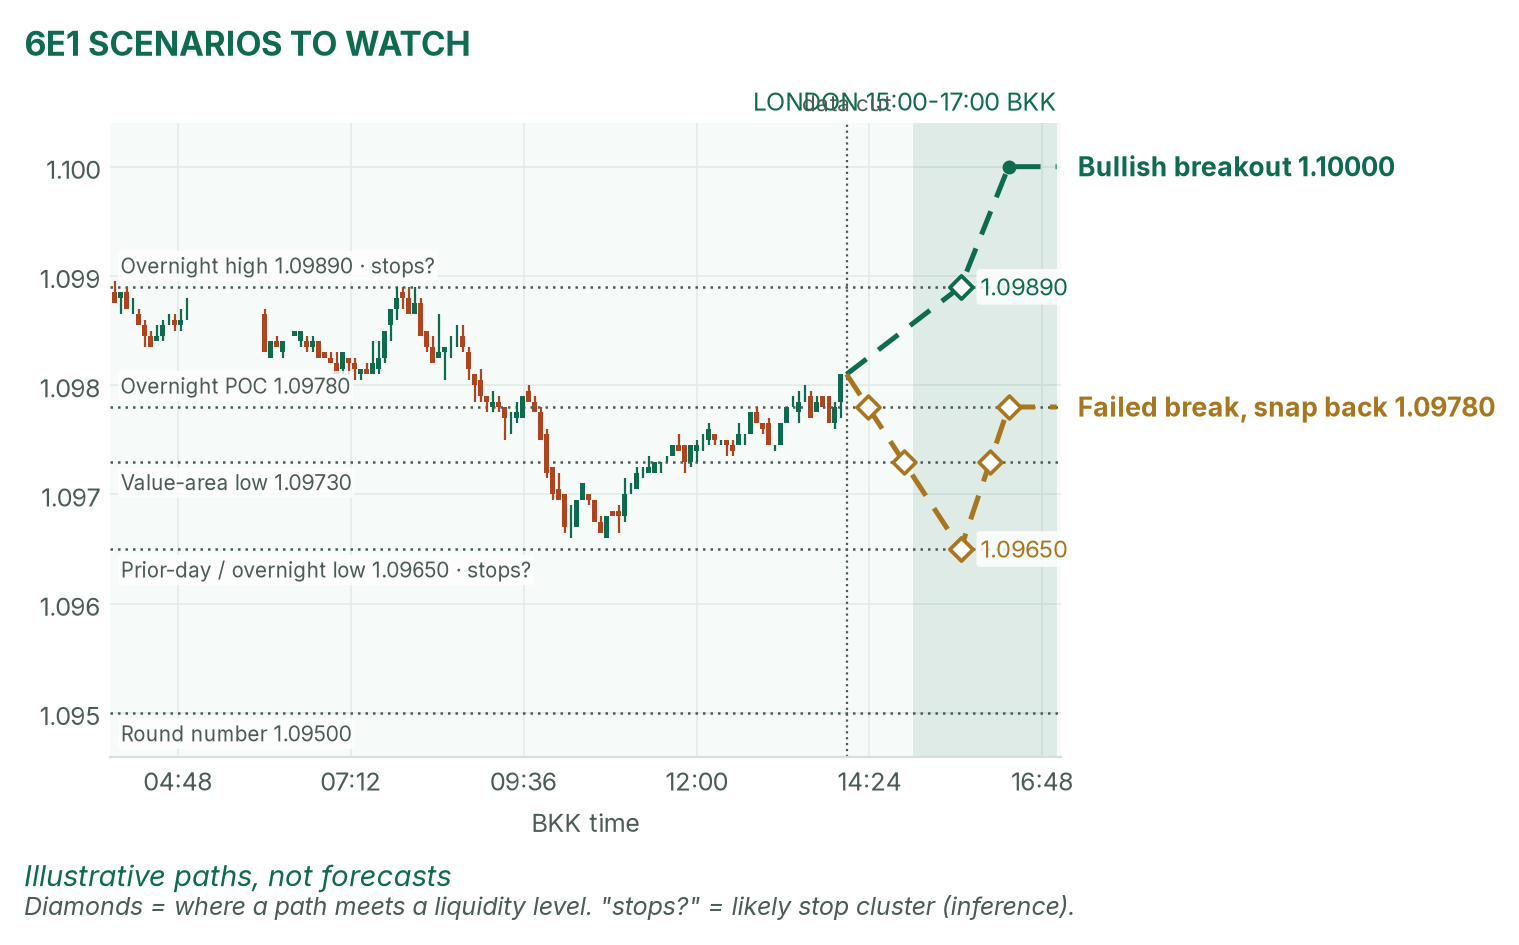 6E1 SCENARIOS TO WATCH
LONDON 15:00-17:00 BKK
data cut
1.100
Bullish breakout 1.10000
Overnight high 1.09890 · stops?
1.099
1.09890
Overnight POC 1.09780
1.098
Failed break, snap back 1.09780
Value-area low 1.09730
1.097
1.09650
Prior-day / overnight low 1.09650 · stops?
1.096
1.095
Round number 1.09500
04:48 07:12 09:36 12:00 14:24 16:48
BKK time
Illustrative paths, not forecasts
Diamonds = where a path meets a liquidity level. "stops?" = likely stop cluster (inference).